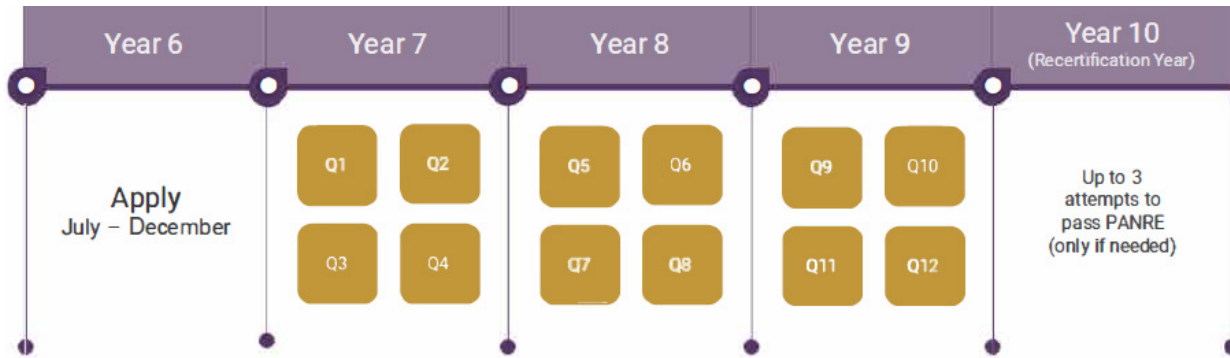 Year 6
Year 7
Year 8
Year 9
Year 10
(Recertification Year)
Apply
July – December
Q1
Q2
Q3
Q4
Q5
Q6
Q7
Q8
Q9
Q10
Q11
Q12
Up to 3
attempts to
pass PANRE
(only if needed)